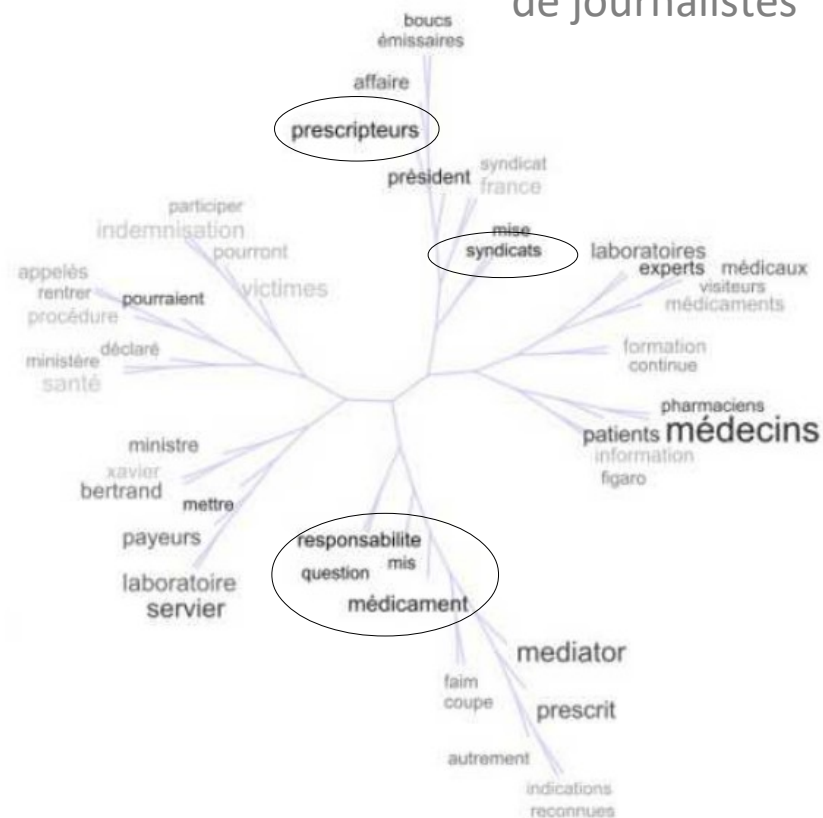 de journalistes
boucs
émissaires
affaire
prescripteurs
président
syndicat
france
mise
syndicats
participer
indemnisation
pourront
victimes
appelés
rentrer
pourraient
procédure
déclaré
ministère
santé
laboratoires
experts médicaux
visiteurs
médicaments
formation
continue
pharmaciens
patients médecins
information
figaro
ministre
xavier
bertrand
mettre
payeurs
laboratoire
servier
responsabilite
question mis
médicament
mediator
faim
coupe
prescrit
autrement
indications
reconnues